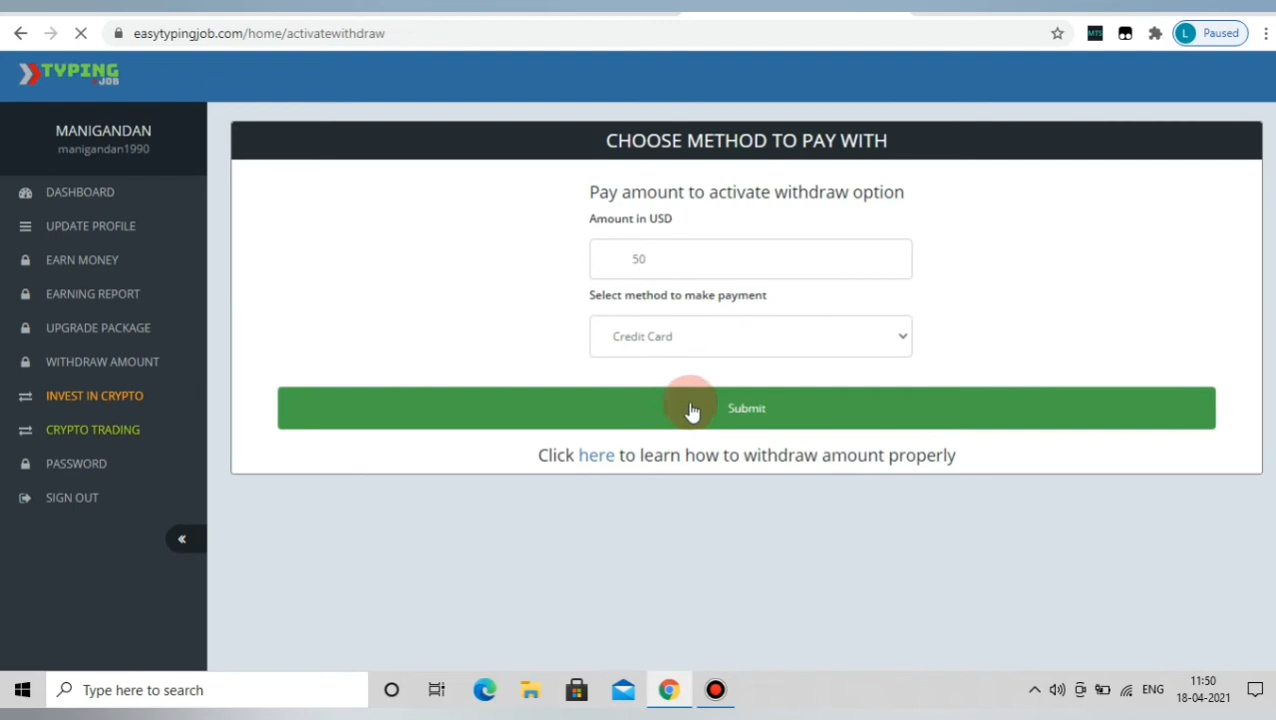 easytypingjob.com/home/activatewithdraw
MTS
L Paused
TYPING
JOB
MANIGANDAN
manigandan1990
DASHBOARD
UPDATE PROFILE
EARN MONEY
EARNING REPORT
UPGRADE PACKAGE
WITHDRAW AMOUNT
INVEST IN CRYPTO
CRYPTO TRADING
PASSWORD
SIGN OUT
CHOOSE METHOD TO PAY WITH
Pay amount to activate withdraw option
Amount in USD
50
Select method to make payment
Credit Card
Submit
Click here to learn how to withdraw amount properly
Type here to search
ENG
11:50
18-04-2021